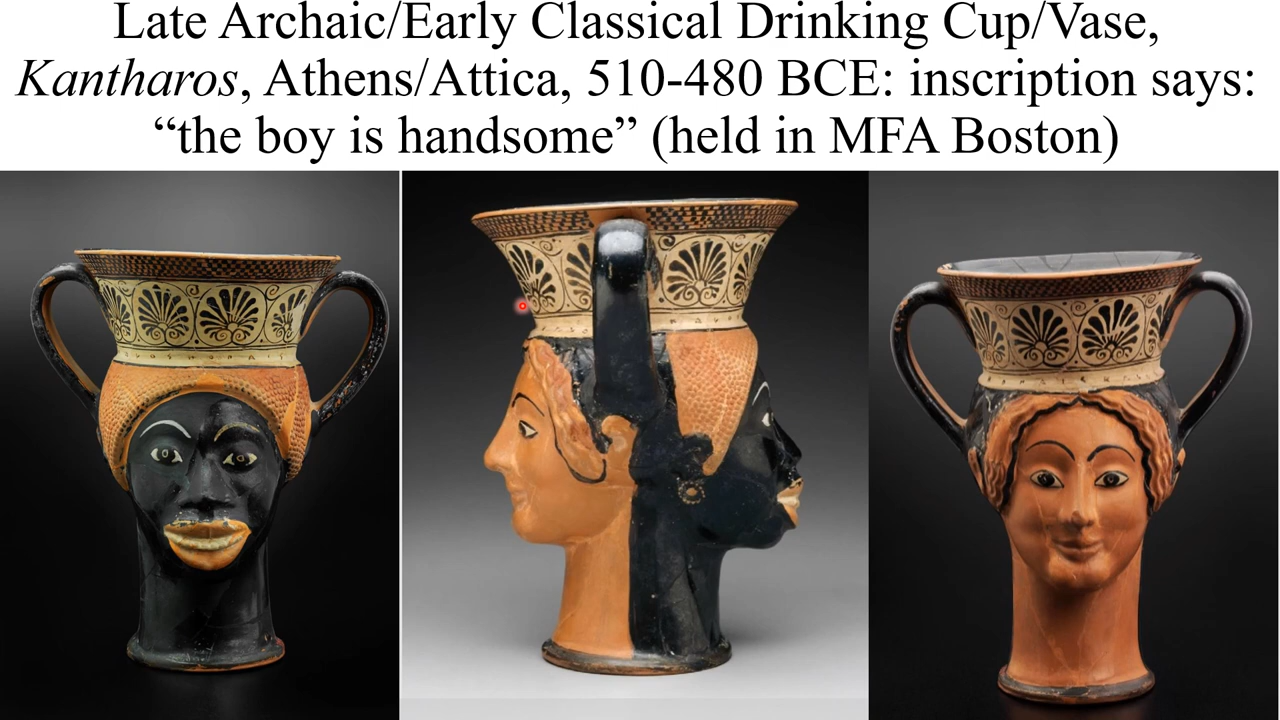 Late Archaic/Early Classical Drinking Cup/Vase,
Kantharos, Athens/Attica, 510-480 BCE: inscription says:
“the boy is handsome” (held in MFA Boston)